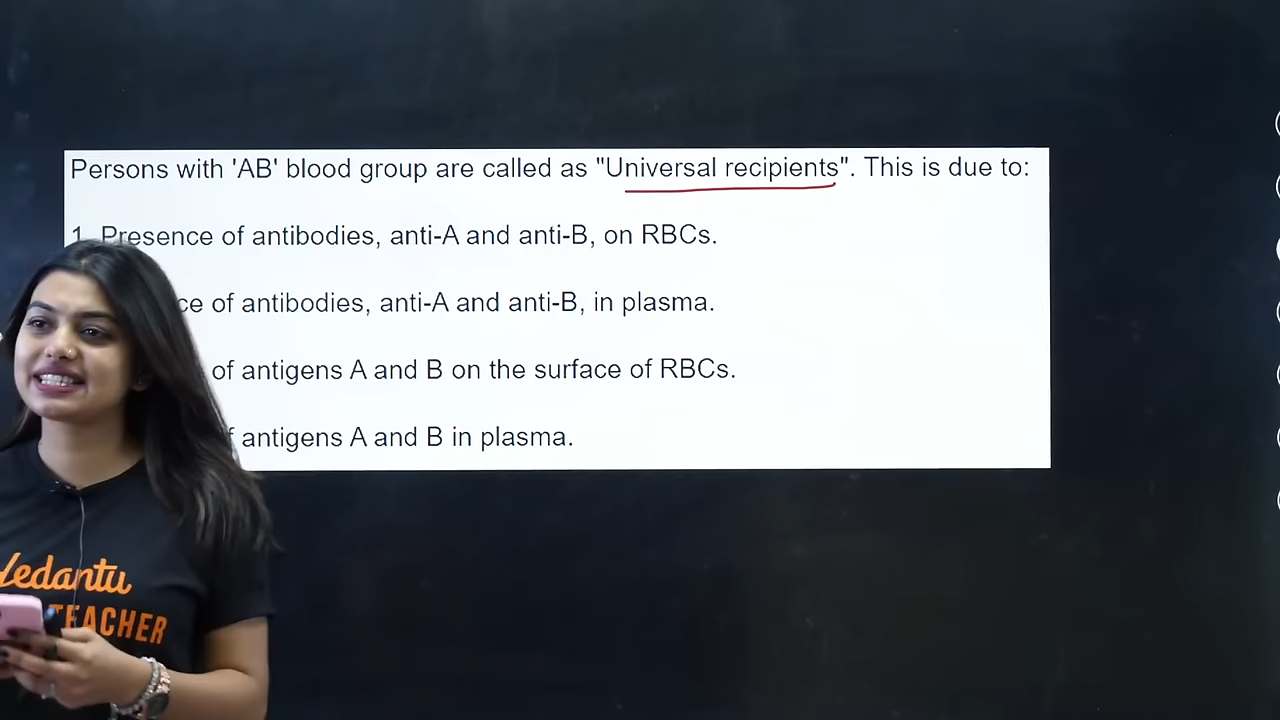 Persons with 'AB' blood group are called as "Universal recipients". This is due to:
1. Presence of antibodies, anti-A and anti-B, on RBCs.
of antibodies, anti-A and anti-B, in plasma.
of antigens A and B on the surface of RBCs.
antigens A and B in plasma.
Vedantu
TEACHER